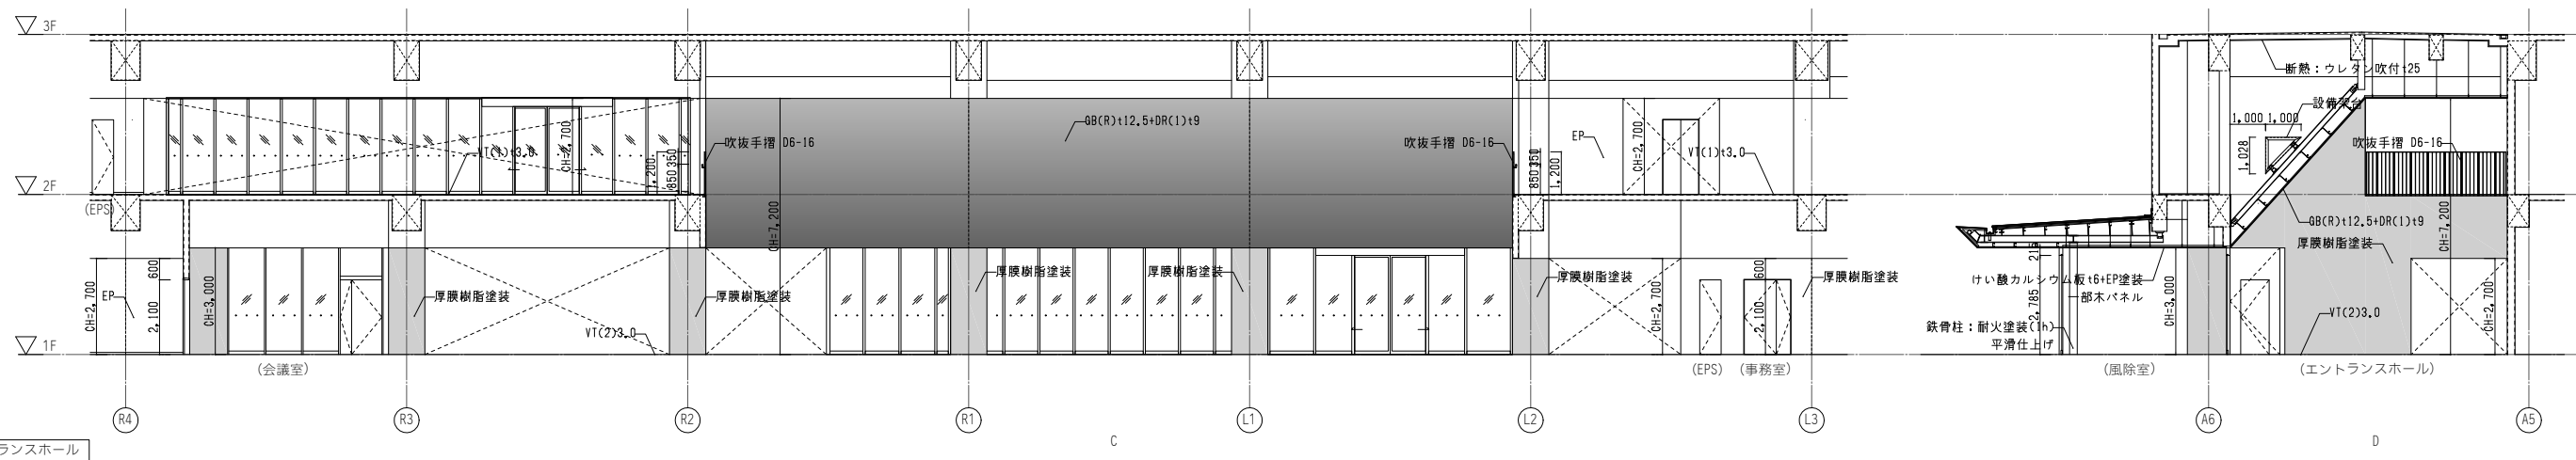 3F
断熱：ウレタン吹付t25
設備架台
1,000 1,000
GB(R)t12.5+DR(1)t9
CH=2,700
吹抜手摺 D6-16
吹抜手摺 D6-16
EP
CH=2,700
1,028
吹抜手摺 D6-16
VT(1)t3.0
1,200
850 350
850 350
1,200
VT(1)t3.0
2F
(EPS)
CH=7,200
GB(R)t12.5+DR(1)t9
CH=7,200
厚膜樹脂塗装
CH=2,700
EP
600
2,100
CH=3,000
厚膜樹脂塗装
厚膜樹脂塗装
厚膜樹脂塗装
厚膜樹脂塗装
厚膜樹脂塗装
CH=2,700
600
2,100
厚膜樹脂塗装
けい酸カルシウム板t6+EP塗装
部木パネル
2,785
CH=3,000
CH=2,700
VT(2)3.0
VT(2)3.0
鉄骨柱：耐火塗装(1h)
平滑仕上げ
1F
(会議室)
(EPS)
(事務室)
(風除室)
(エントランスホール)
R4
R3
R2
R1
L1
L2
L3
A6
A5
C
D
ランスホール